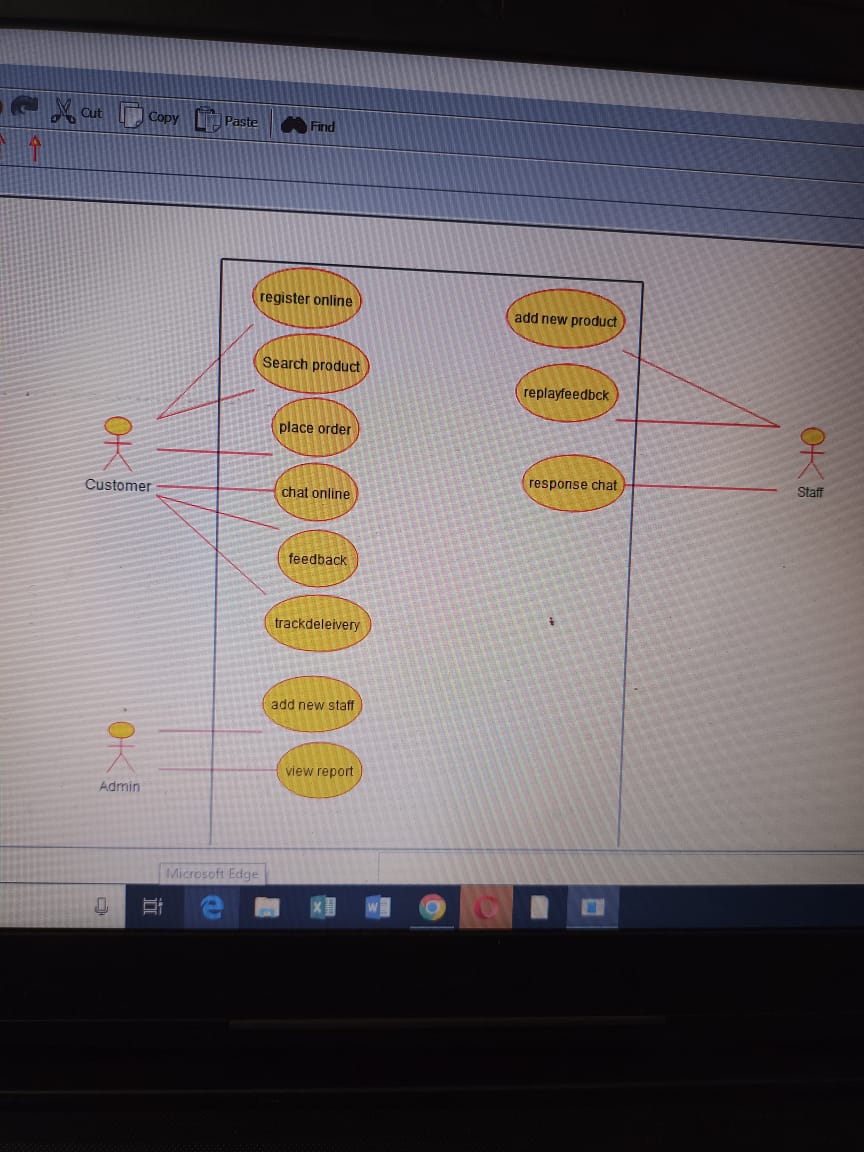 Cut
Copy
Paste
Find
register online
Search product
place order
chat online
feedback
trackdeleivery
add new staff
view report
add new product
replayfeedbck
response chat
Customer
Admin
Staff
Microsoft Edge